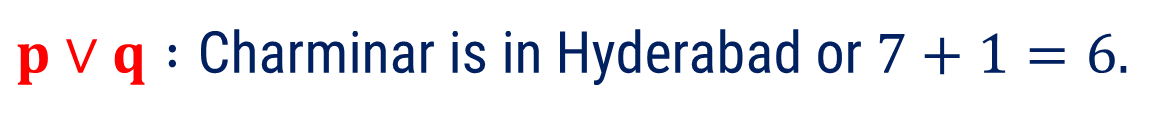 p ∨ q : Charminar is in Hyderabad or 7 + 1 = 6.